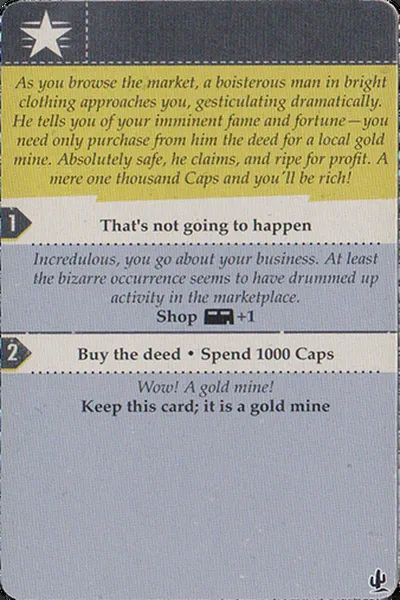 As you browse the market, a boisterous man in bright
clothing approaches you, gesticulating dramatically.
He tells you of your imminent fame and fortune—you
need only purchase from him the deed for a local gold
mine. Absolutely safe, he claims, and ripe for profit. A
mere one thousand Caps and you'll be rich!
1
That's not going to happen
Incredulous, you go about your business. At least
the bizarre occurrence seems to have drummed up
activity in the marketplace.
Shop +1
2
Buy the deed • Spend 1000 Caps
Wow! A gold mine!
Keep this card; it is a gold mine